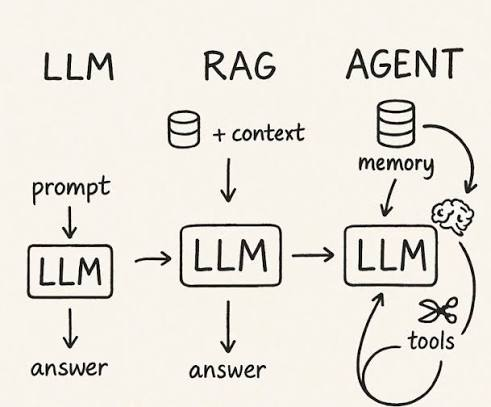 LLM
RAG
AGENT
+ context
memory
prompt
LLM
LLM
LLM
tools
answer
answer